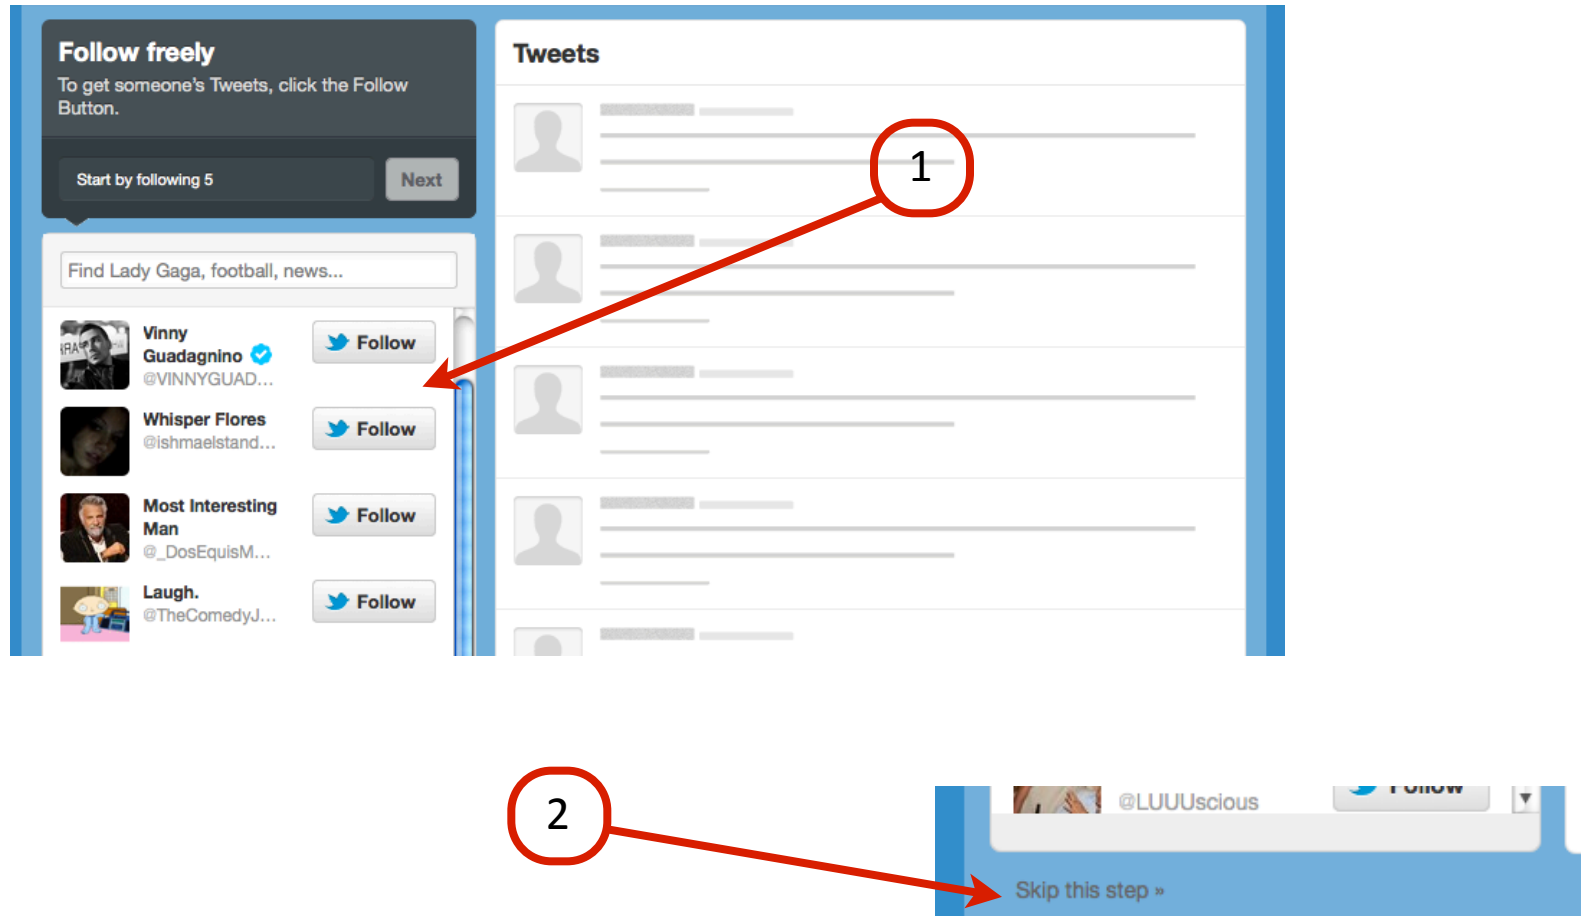 Follow freely
To get someone's Tweets, click the Follow
Button.
Start by following 5
Next
Find Lady Gaga, football, news...
Vinny
Guadagnino
@VINNYGUAD...
Follow
Whisper Flores
@ishmaelstand...
Follow
Most Interesting
Man
@_DosEquisM...
Follow
Laugh.
@TheComedyJ...
Follow
Tweets
1
2
@LUUUscious
Follow
Skip this step »